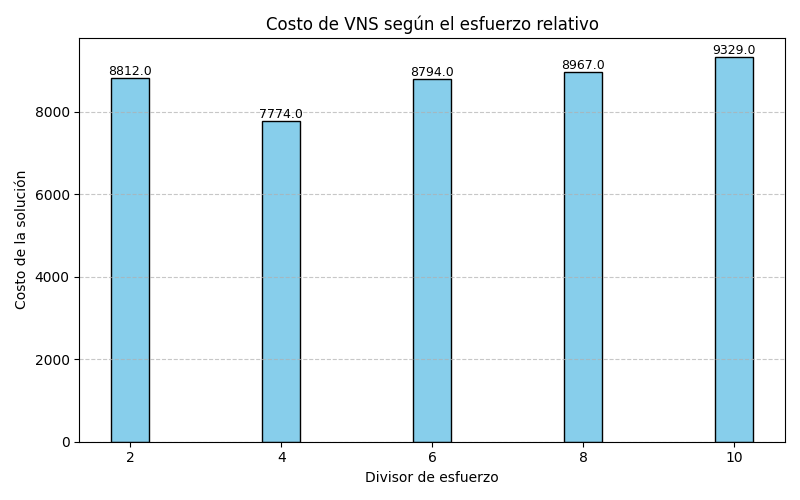 Costo de VNS según el esfuerzo relativo
8812.0
7774.0
8794.0
8967.0
9329.0
Costo de la solución
8000
6000
4000
2000
0
2 4 6 8 10
Divisor de esfuerzo